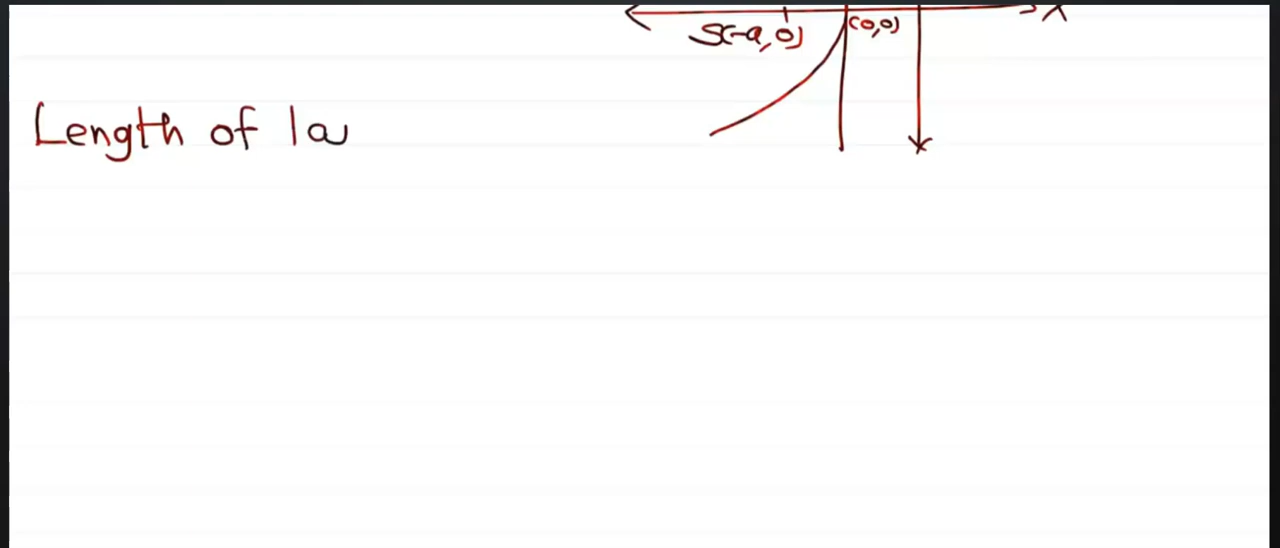 X
S(-a, 0) (0,0)
Length of la